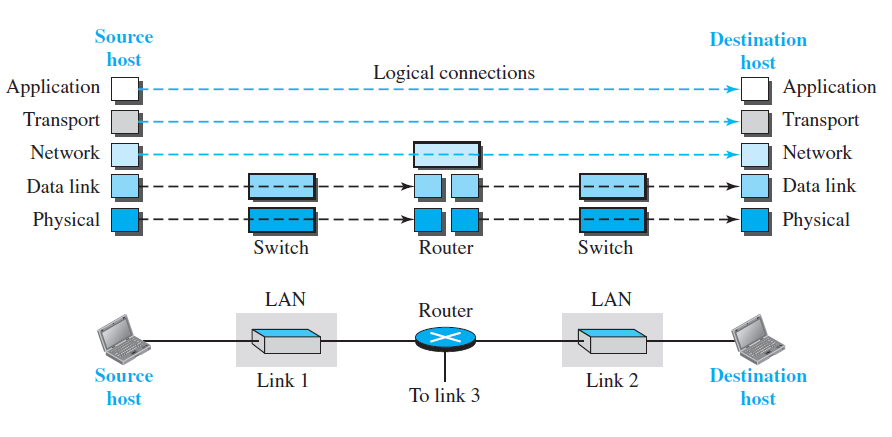 Source
host
Destination
host
Logical connections
Application
Application
Transport
Transport
Network
Network
Data link
Data link
Physical
Physical
Switch
Router
Switch
LAN
Router
LAN
Source
host
Link 1
To link 3
Link 2
Destination
host